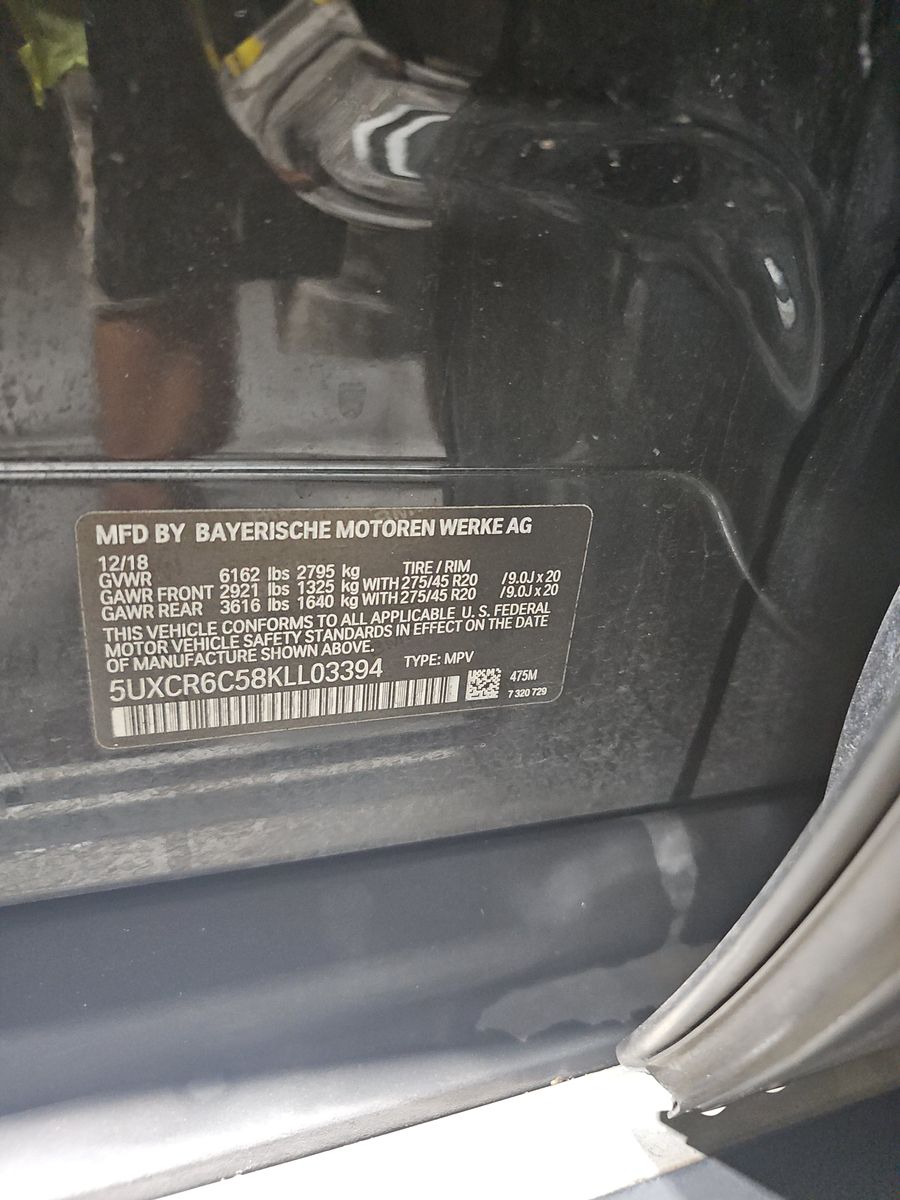 MFD BY BAYERISCHE MOTOREN WERKE AG
12/18 TIRE / RIM
GVWR 6162 lbs 2795 kg
GAWR FRONT 2921 lbs 1325 kg WITH 275/45 R20 /9.0J x 20
GAWR REAR 3616 lbs 1640 kg WITH 275/45 R20 /9.0J x 20
THIS VEHICLE CONFORMS TO ALL APPLICABLE U.S. FEDERAL
MOTOR VEHICLE SAFETY STANDARDS IN EFFECT ON THE DATE
OF MANUFACTURE SHOWN ABOVE.
TYPE: MPV
5UXCR6C58KLL03394
475M
7 320 729